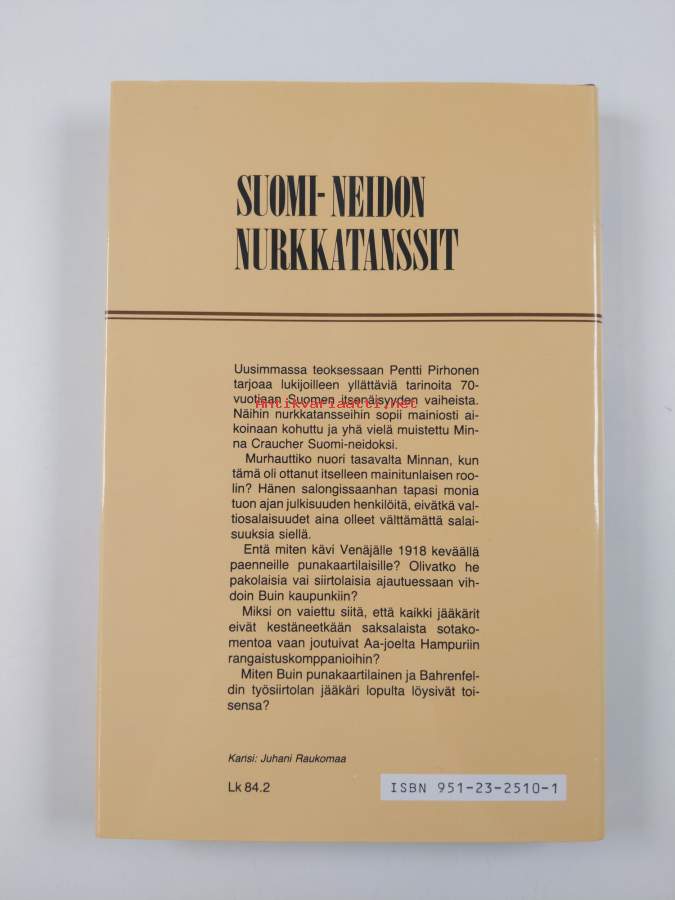 SUOMI-NEIDON
NURKKATANSSIT
Uusimmassa teoksessaan Pentti Pirhonen
tarjoaa lukijoilleen yllättäviä tarinoita 70-
vuotiaan Suomen itsenäisyyden vaiheista.
Antikvariaatti.net
Näihin nurkkatansseihin sopii mainiosti ai-
koinaan kohuttu ja yhä vielä muistettu Min-
na Craucher Suomi-neidoksi.
Murhauttiko nuori tasavalta Minnan, kun
tämä oli ottanut itselleen mainitunlaisen roo-
lin? Hänen salongissaanhan tapasi monia
tuon ajan julkisuuden henkilöitä, eivätkä val-
tiosalaisuudet aina olleet välttämättä salai-
suuksia siellä.
Entä miten kävi Venäjälle 1918 keväällä
paenneille punakaartilaisille? Olivatko he
pakolaisia vai siirtolaisia ajautuessaan vih-
doin Buin kaupunkiin?
Miksi on vaiettu siitä, että kaikki jääkärit
eivät kestäneetkään saksalaista sotako-
mentoa vaan joutuivat Aa-joelta Hampuriin
rangaistuskomppanioihin?
Miten Buin punakaartilainen ja Bahrenfel-
din työsiirtolan jääkäri lopulta löysivät toi-
sensa?
Kansi: Juhani Raukomaa
Lk 84.2
ISBN 951-23-2510-1